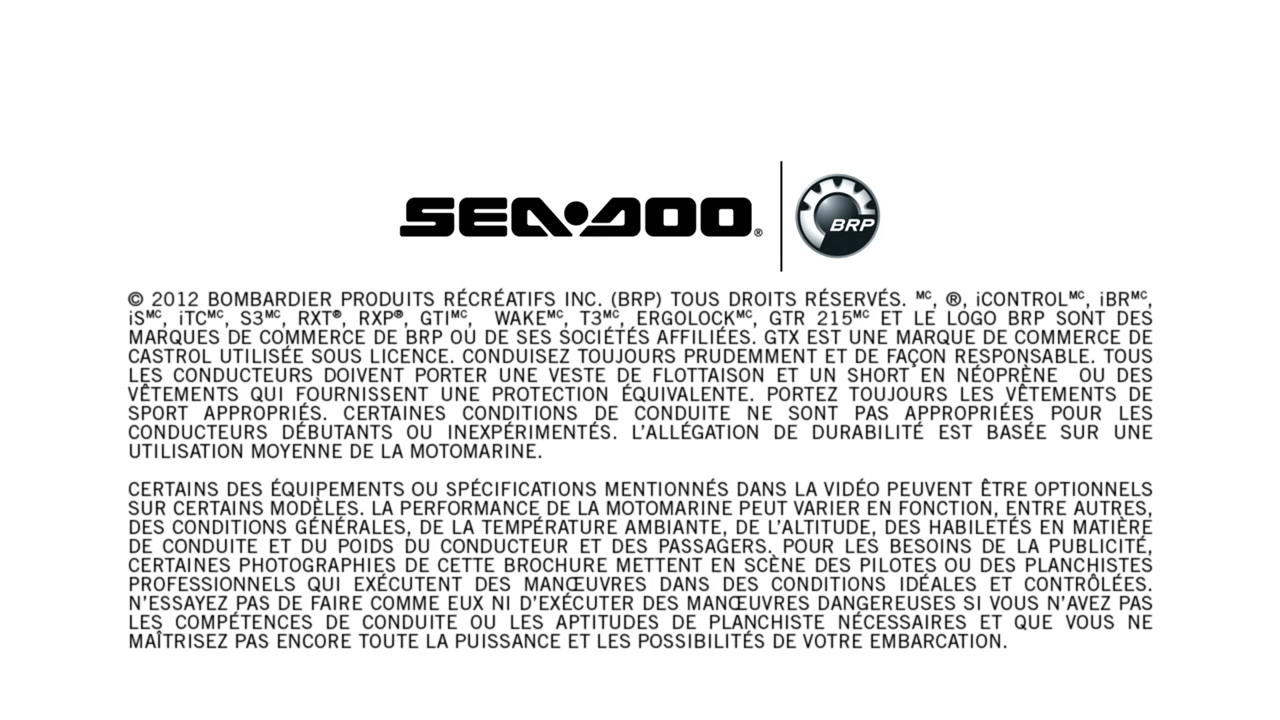 SEA·DOO®
BRP
© 2012 BOMBARDIER PRODUITS RÉCRÉATIFS INC. (BRP) TOUS DROITS RÉSERVÉS. ᴹᶜ, ®, iCONTROLᴹᶜ, iBRᴹᶜ,
iSᴹᶜ, iTCᴹᶜ, S3ᴹᶜ, RXT®, RXP®, GTIᴹᶜ, WAKEᴹᶜ, T3ᴹᶜ, ERGOLOCKᴹᶜ, GTR 215ᴹᶜ ET LE LOGO BRP SONT DES
MARQUES DE COMMERCE DE BRP OU DE SES SOCIÉTÉS AFFILIÉES. GTX EST UNE MARQUE DE COMMERCE DE
CASTROL UTILISÉE SOUS LICENCE. CONDUISEZ TOUJOURS PRUDEMMENT ET DE FAÇON RESPONSABLE. TOUS
LES CONDUCTEURS DOIVENT PORTER UNE VESTE DE FLOTTAISON ET UN SHORT EN NÉOPRÈNE OU DES
VÊTEMENTS QUI FOURNISSENT UNE PROTECTION ÉQUIVALENTE. PORTEZ TOUJOURS LES VÊTEMENTS DE
SPORT APPROPRIÉS. CERTAINES CONDITIONS DE CONDUITE NE SONT PAS APPROPRIÉES POUR LES
CONDUCTEURS DÉBUTANTS OU INEXPÉRIMENTÉS. L'ALLÉGATION DE DURABILITÉ EST BASÉE SUR UNE
UTILISATION MOYENNE DE LA MOTOMARINE.
CERTAINS DES ÉQUIPEMENTS OU SPÉCIFICATIONS MENTIONNÉS DANS LA VIDÉO PEUVENT ÊTRE OPTIONNELS
SUR CERTAINS MODÈLES. LA PERFORMANCE DE LA MOTOMARINE PEUT VARIER EN FONCTION, ENTRE AUTRES,
DES CONDITIONS GÉNÉRALES, DE LA TEMPÉRATURE AMBIANTE, DE L'ALTITUDE, DES HABILETÉS EN MATIÈRE
DE CONDUITE ET DU POIDS DU CONDUCTEUR ET DES PASSAGERS. POUR LES BESOINS DE LA PUBLICITÉ,
CERTAINES PHOTOGRAPHIES DE CETTE BROCHURE METTENT EN SCÈNE DES PILOTES OU DES PLANCHISTES
PROFESSIONNELS QUI EXÉCUTENT DES MANŒUVRES DANS DES CONDITIONS IDÉALES ET CONTRÔLÉES.
N'ESSAYEZ PAS DE FAIRE COMME EUX NI D'EXÉCUTER DES MANŒUVRES DANGEREUSES SI VOUS N'AVEZ PAS
LES COMPÉTENCES DE CONDUITE OU LES APTITUDES DE PLANCHISTE NÉCESSAIRES ET QUE VOUS NE
MAÎTRISEZ PAS ENCORE TOUTE LA PUISSANCE ET LES POSSIBILITÉS DE VOTRE EMBARCATION.